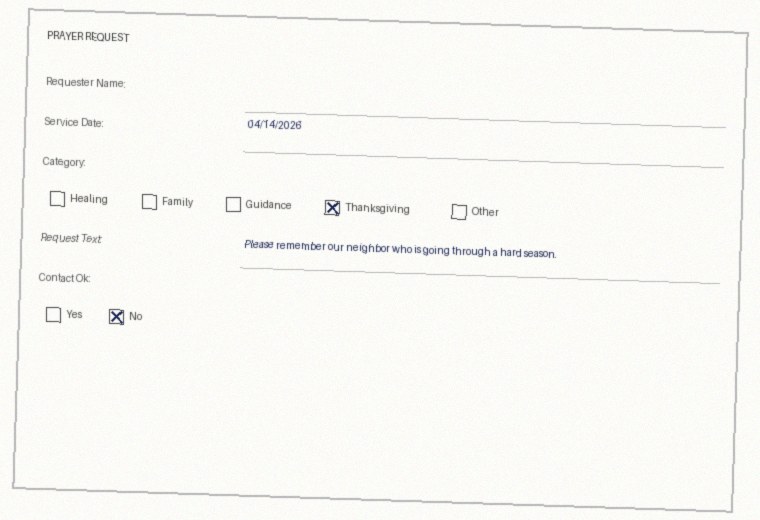 PRAYER REQUEST
Requester Name:
Service Date: 04/14/2026
Category:
Healing Family Guidance Thanksgiving Other
Request Text: Please remember our neighbor who is going through a hard season.
Contact Ok:
Yes No